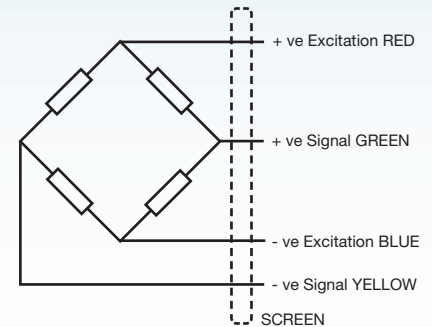 + ve Excitation RED
+ ve Signal GREEN
- ve Excitation BLUE
- ve Signal YELLOW
SCREEN